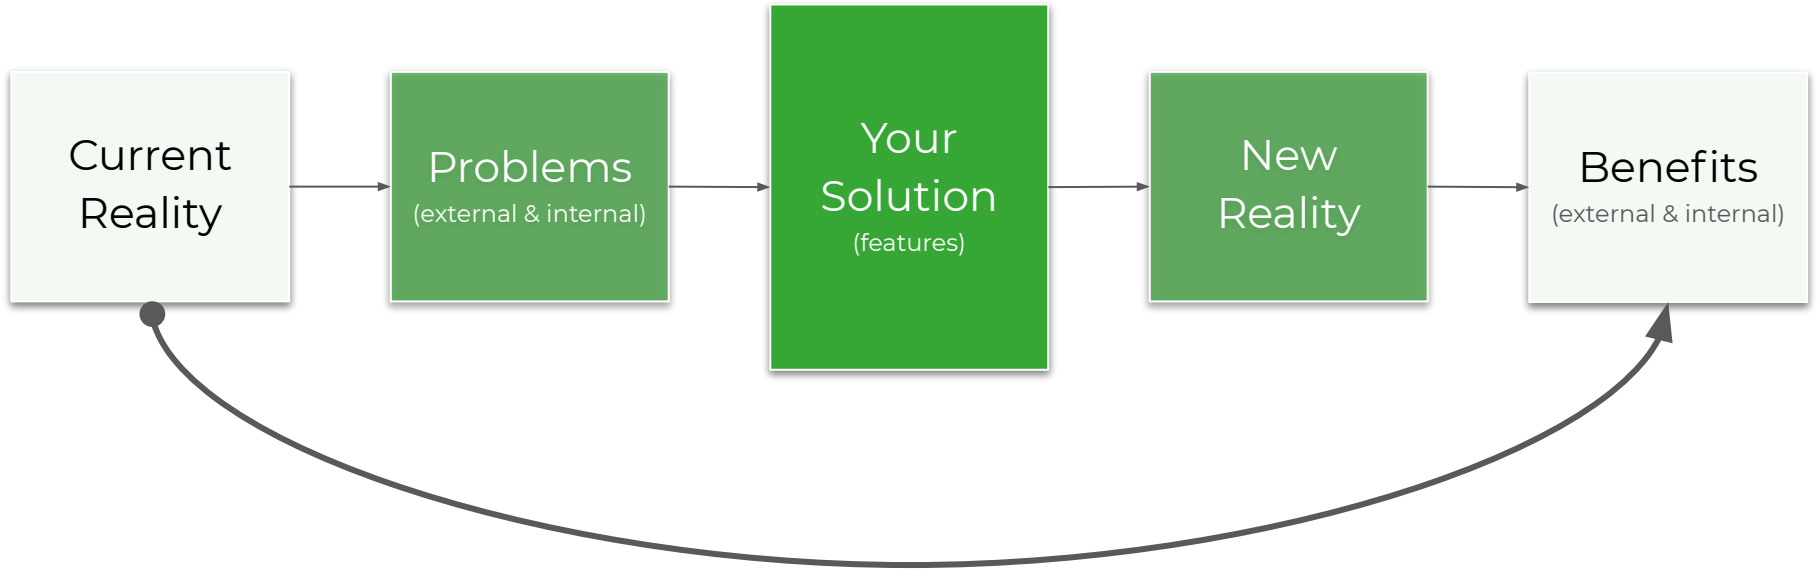 Current
Reality
Problems
(external & internal)
Your
Solution
(features)
New
Reality
Benefits
(external & internal)